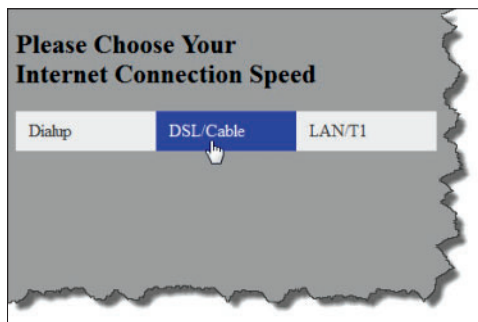 Please Choose Your
Internet Connection Speed
Dialup DSL/Cable LAN/T1